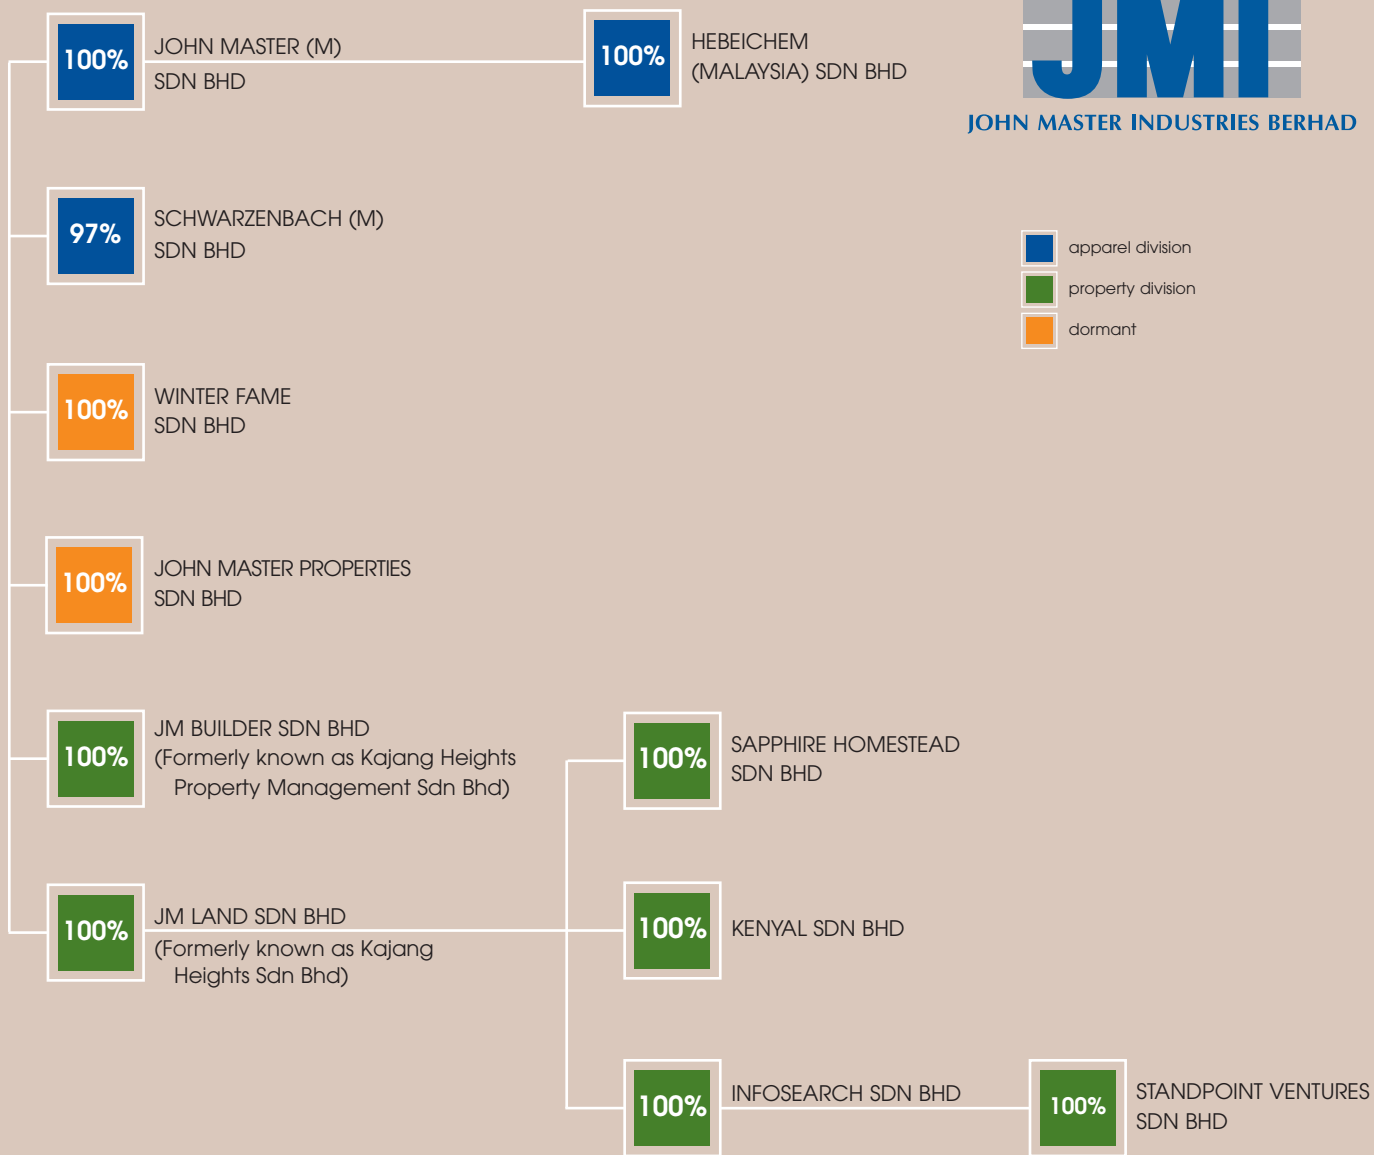 JMI
JOHN MASTER INDUSTRIES BERHAD
100%
JOHN MASTER (M)
SDN BHD
100%
HEBEICHEM
(MALAYSIA) SDN BHD
97%
SCHWARZENBACH (M)
SDN BHD
apparel division
property division
dormant
100%
WINTER FAME
SDN BHD
100%
JOHN MASTER PROPERTIES
SDN BHD
100%
JM BUILDER SDN BHD
(Formerly known as Kajang Heights
Property Management Sdn Bhd)
100%
JM LAND SDN BHD
(Formerly known as Kajang
Heights Sdn Bhd)
100%
SAPPHIRE HOMESTEAD
SDN BHD
100%
KENYAL SDN BHD
100%
INFOSEARCH SDN BHD
100%
STANDPOINT VENTURES
SDN BHD